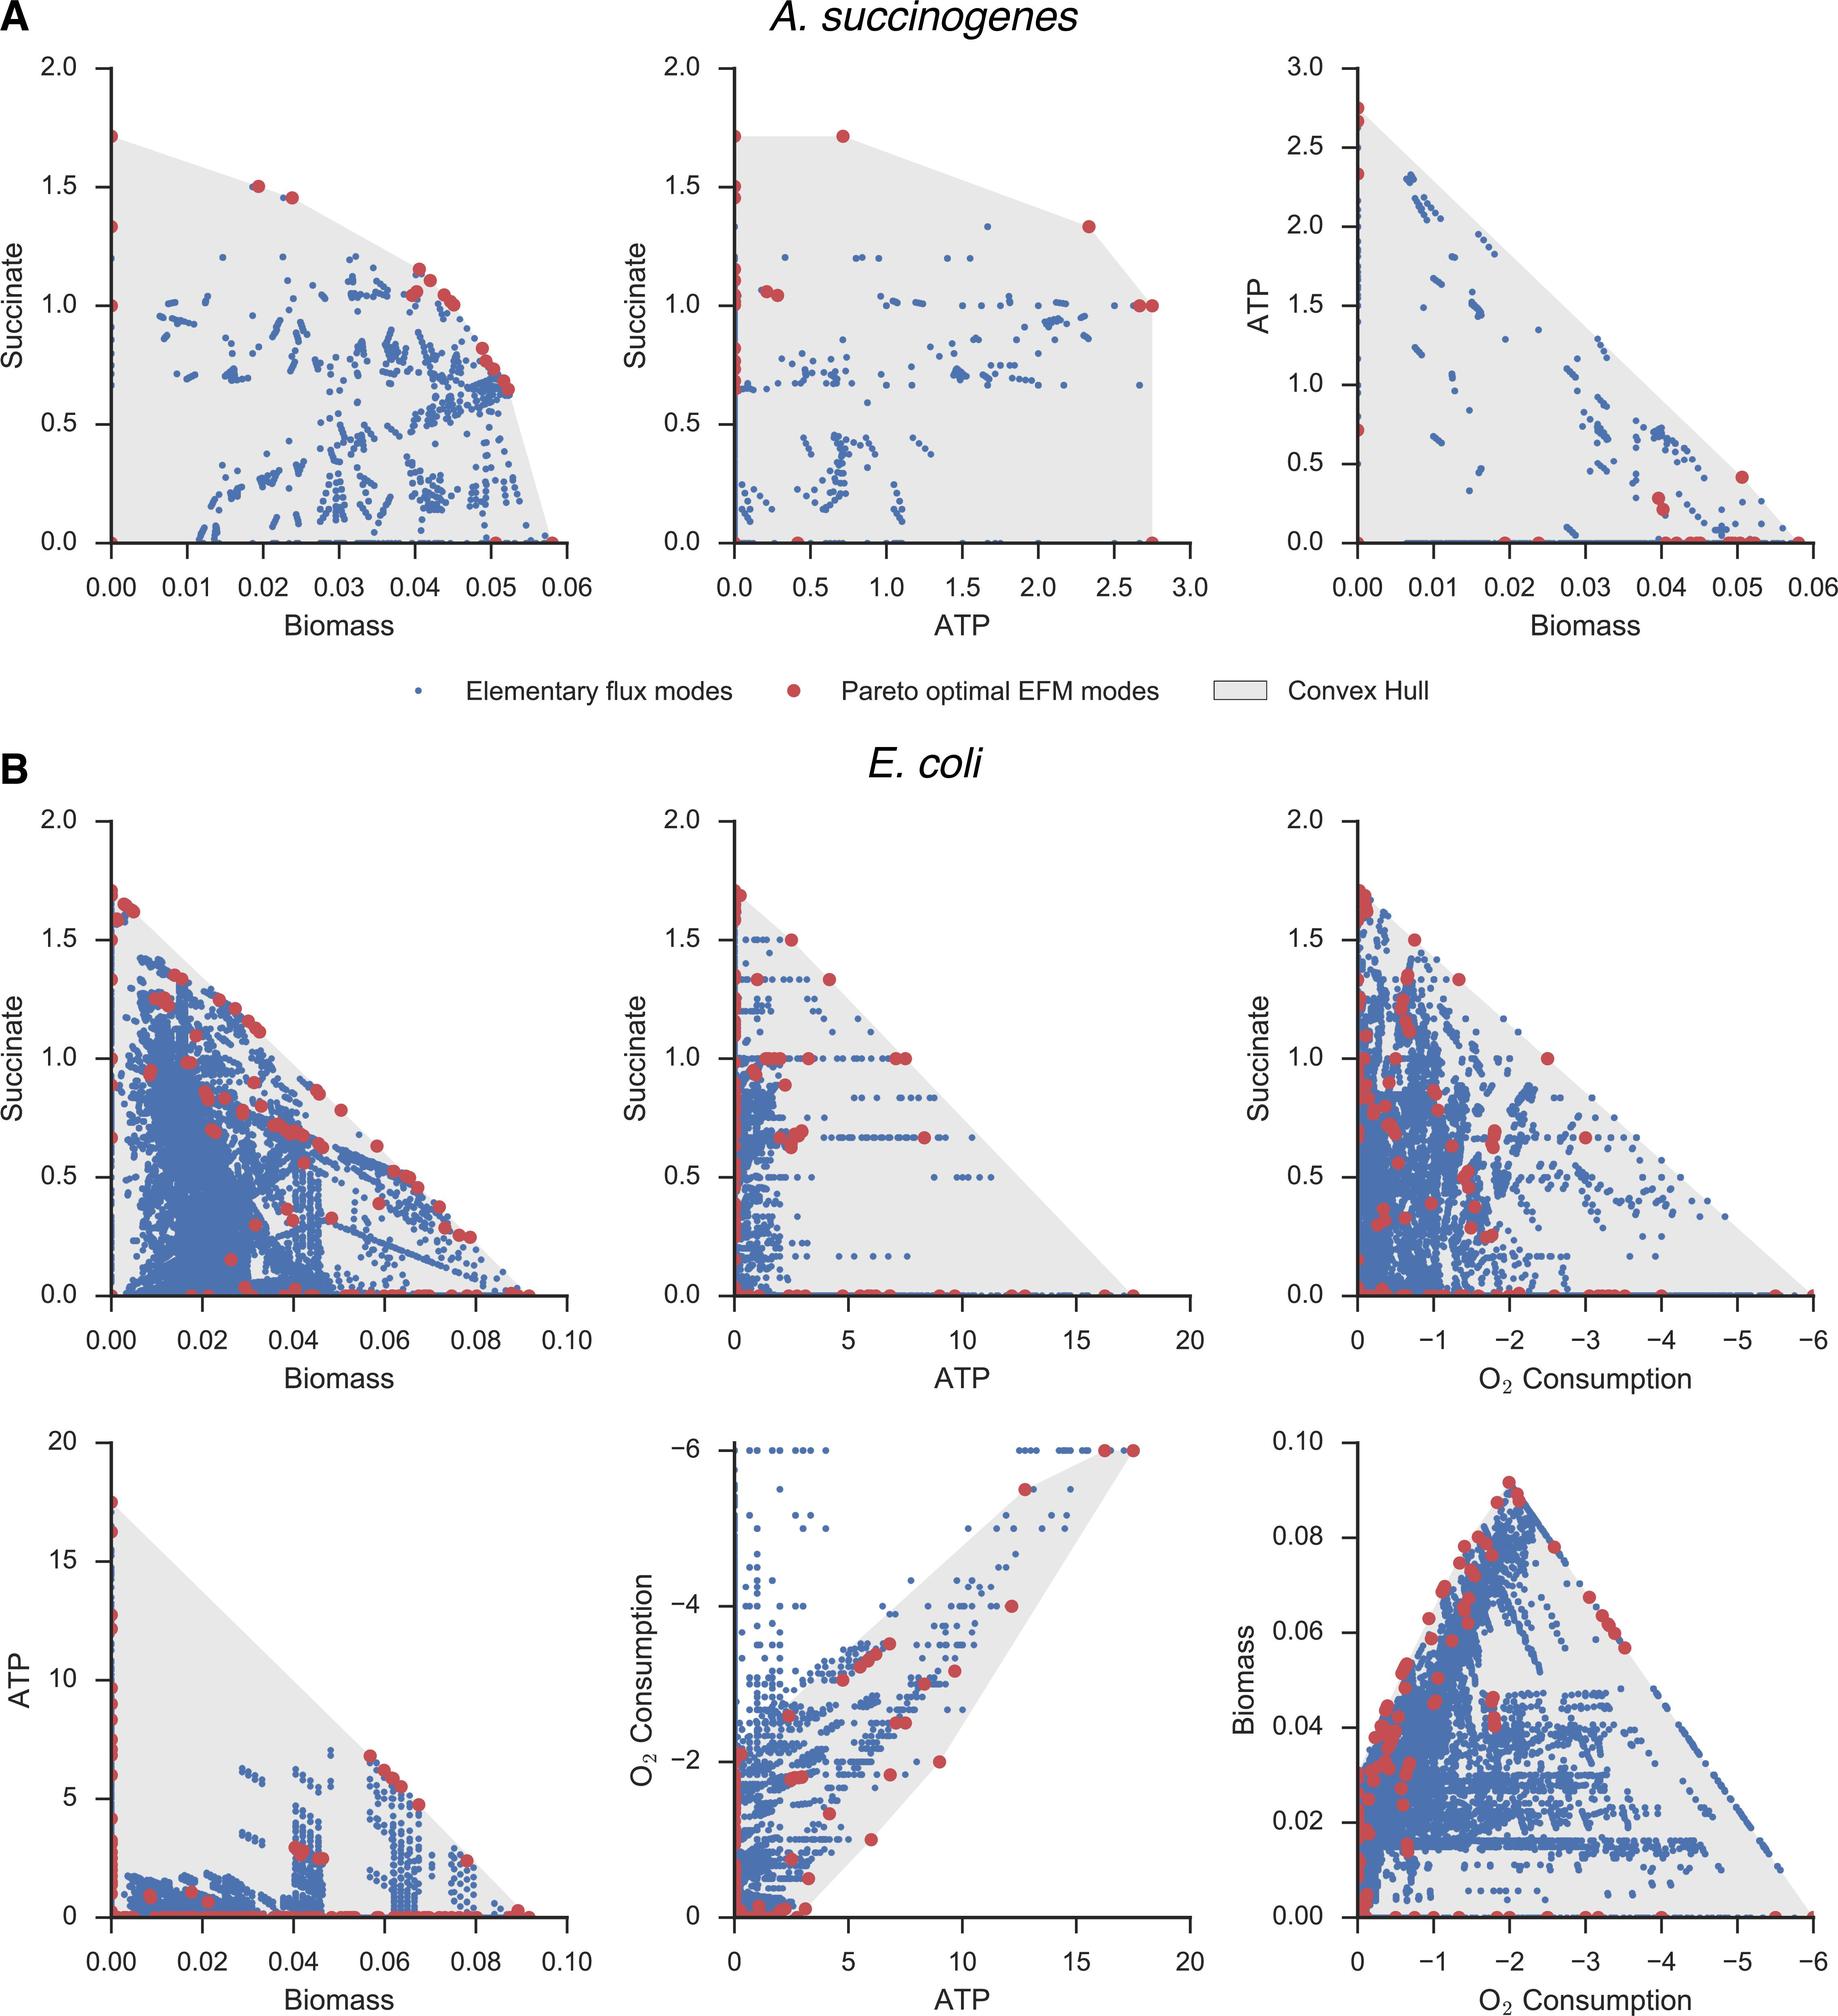 A
A. succinogenes
2.0
1.5
1.0
0.5
0.0
Succinate
0.00 0.01 0.02 0.03 0.04 0.05 0.06
Biomass
2.0
1.5
1.0
0.5
0.0
Succinate
0.0 0.5 1.0 1.5 2.0 2.5 3.0
ATP
3.0
2.5
2.0
1.5
1.0
0.5
0.0
ATP
0.00 0.01 0.02 0.03 0.04 0.05 0.06
Biomass
Elementary flux modes Pareto optimal EFM modes Convex Hull
B
E. coli
2.0
1.5
1.0
0.5
0.0
Succinate
0.00 0.02 0.04 0.06 0.08 0.10
Biomass
2.0
1.5
1.0
0.5
0.0
Succinate
0 5 10 15 20
ATP
2.0
1.5
1.0
0.5
0.0
Succinate
0 −1 −2 −3 −4 −5 −6
O₂ Consumption
20
15
10
5
0
ATP
0.00 0.02 0.04 0.06 0.08 0.10
Biomass
−6
−4
−2
0
O₂ Consumption
0 5 10 15 20
ATP
0.10
0.08
0.06
0.04
0.02
0.00
Biomass
0 −1 −2 −3 −4 −5 −6
O₂ Consumption